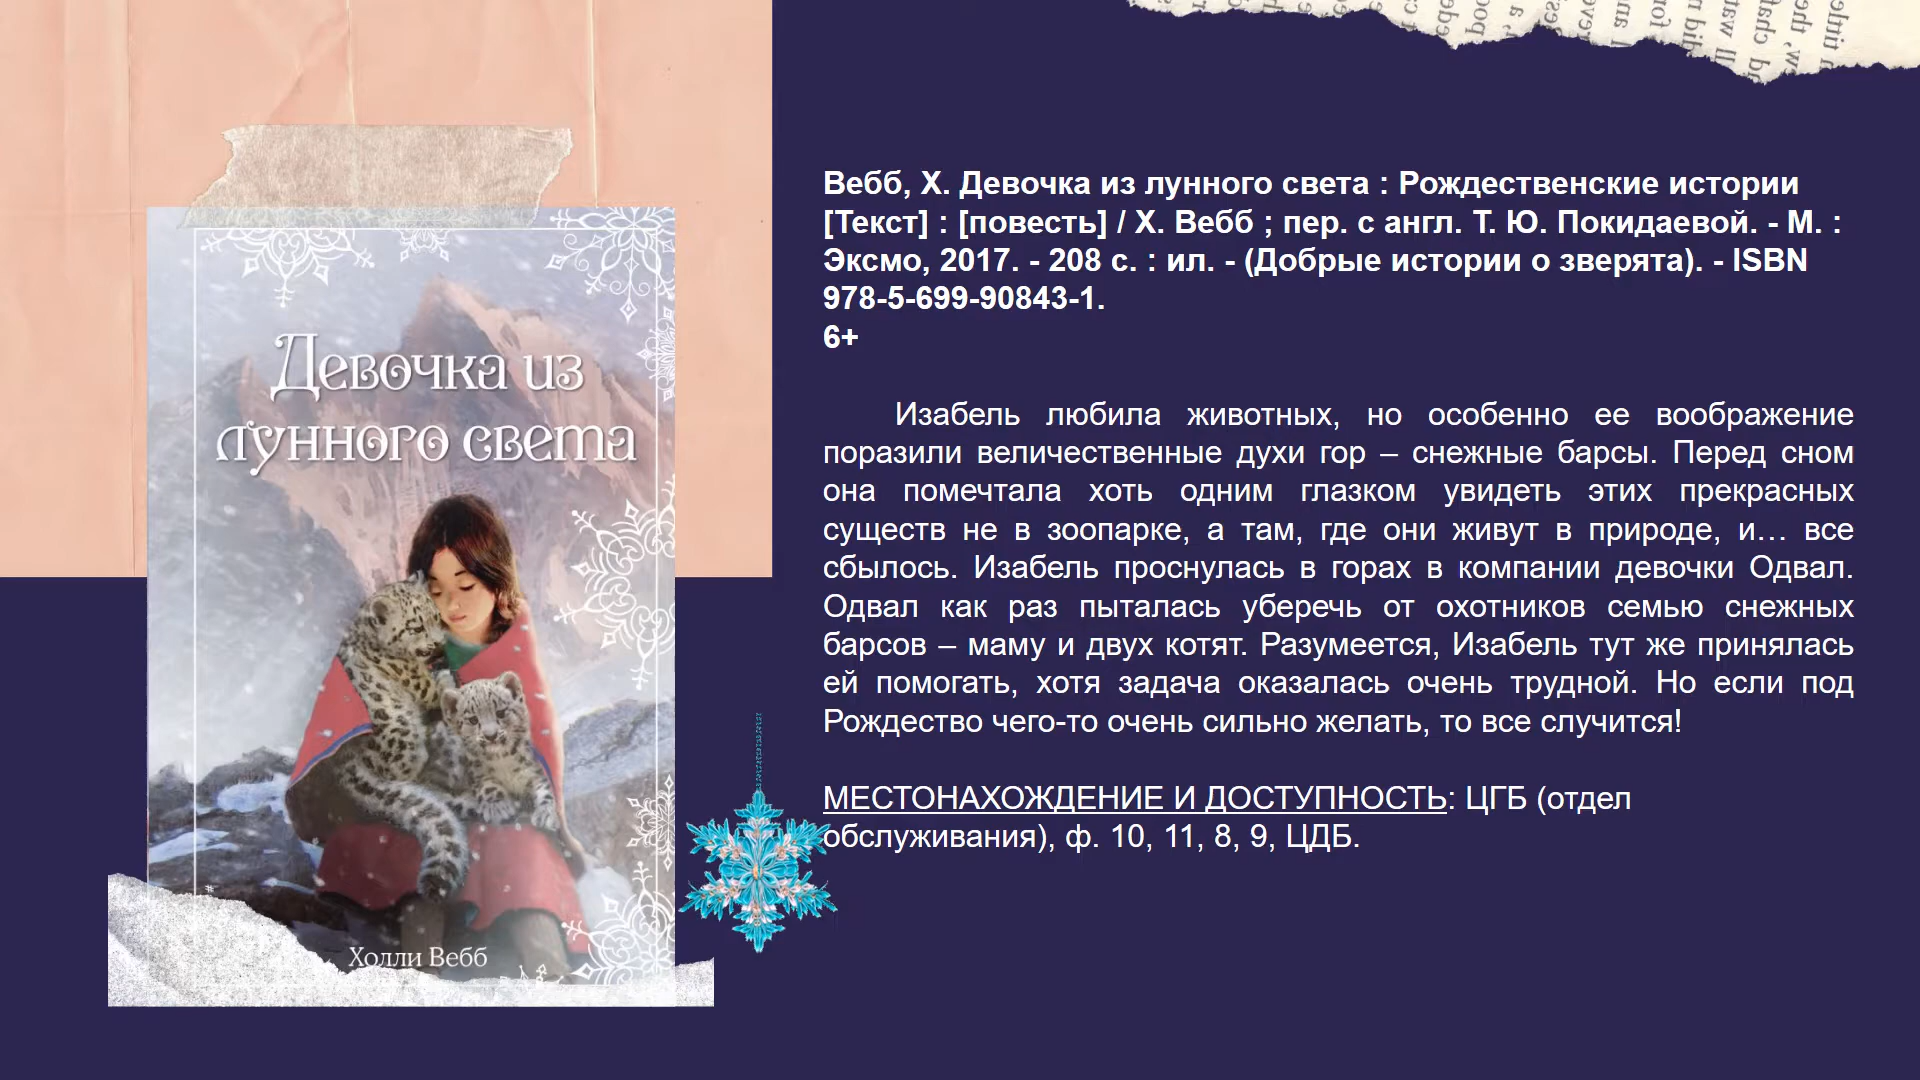 Девочка из
лунного света
Холли Вебб
Вебб, Х. Девочка из лунного света : Рождественские истории
[Текст] : [повесть] / Х. Вебб ; пер. с англ. Т. Ю. Покидаевой. - М. :
Эксмо, 2017. - 208 с. : ил. - (Добрые истории о зверята). - ISBN
978-5-699-90843-1.
6+
Изабель любила животных, но особенно ее воображение
поразили величественные духи гор – снежные барсы. Перед сном
она помечтала хоть одним глазком увидеть этих прекрасных
существ не в зоопарке, а там, где они живут в природе, и… все
сбылось. Изабель проснулась в горах в компании девочки Одвал.
Одвал как раз пыталась уберечь от охотников семью снежных
барсов – маму и двух котят. Разумеется, Изабель тут же принялась
ей помогать, хотя задача оказалась очень трудной. Но если под
Рождество чего-то очень сильно желать, то все случится!
МЕСТОНАХОЖДЕНИЕ И ДОСТУПНОСТЬ: ЦГБ (отдел
обслуживания), ф. 10, 11, 8, 9, ЦДБ.